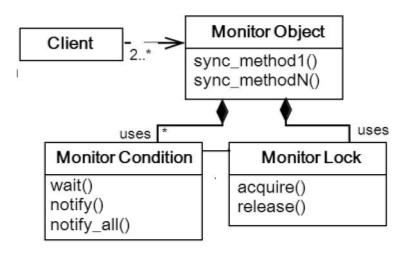 Client
2..*
Monitor Object
sync_method1()
sync_methodN()
uses *
uses
Monitor Condition
wait()
notify()
notify_all()
Monitor Lock
acquire()
release()